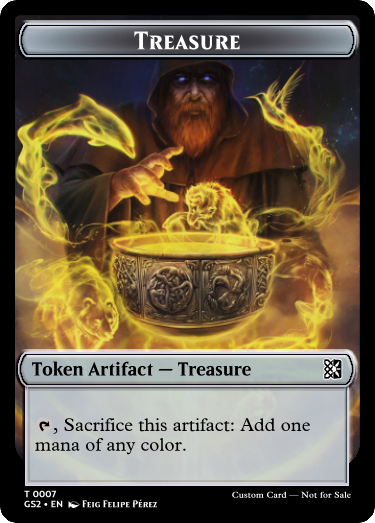 Treasure
Token Artifact — Treasure
, Sacrifice this artifact: Add one
mana of any color.
T 0007
GS2 • EN Feig Felipe Pérez
Custom Card — Not for Sale